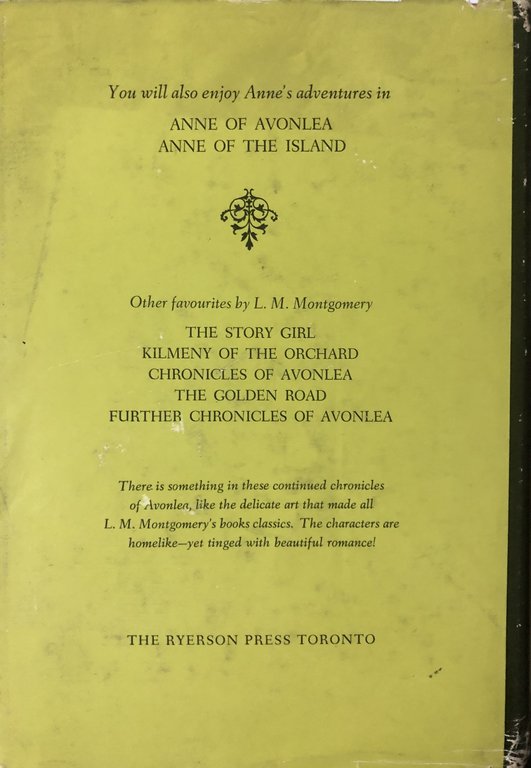 You will also enjoy Anne's adventures in
ANNE OF AVONLEA
ANNE OF THE ISLAND
Other favourites by L. M. Montgomery
THE STORY GIRL
KILMENY OF THE ORCHARD
CHRONICLES OF AVONLEA
THE GOLDEN ROAD
FURTHER CHRONICLES OF AVONLEA
There is something in these continued chronicles
of Avonlea, like the delicate art that made all
L. M. Montgomery's books classics. The characters are
homelike—yet tinged with beautiful romance!
THE RYERSON PRESS TORONTO